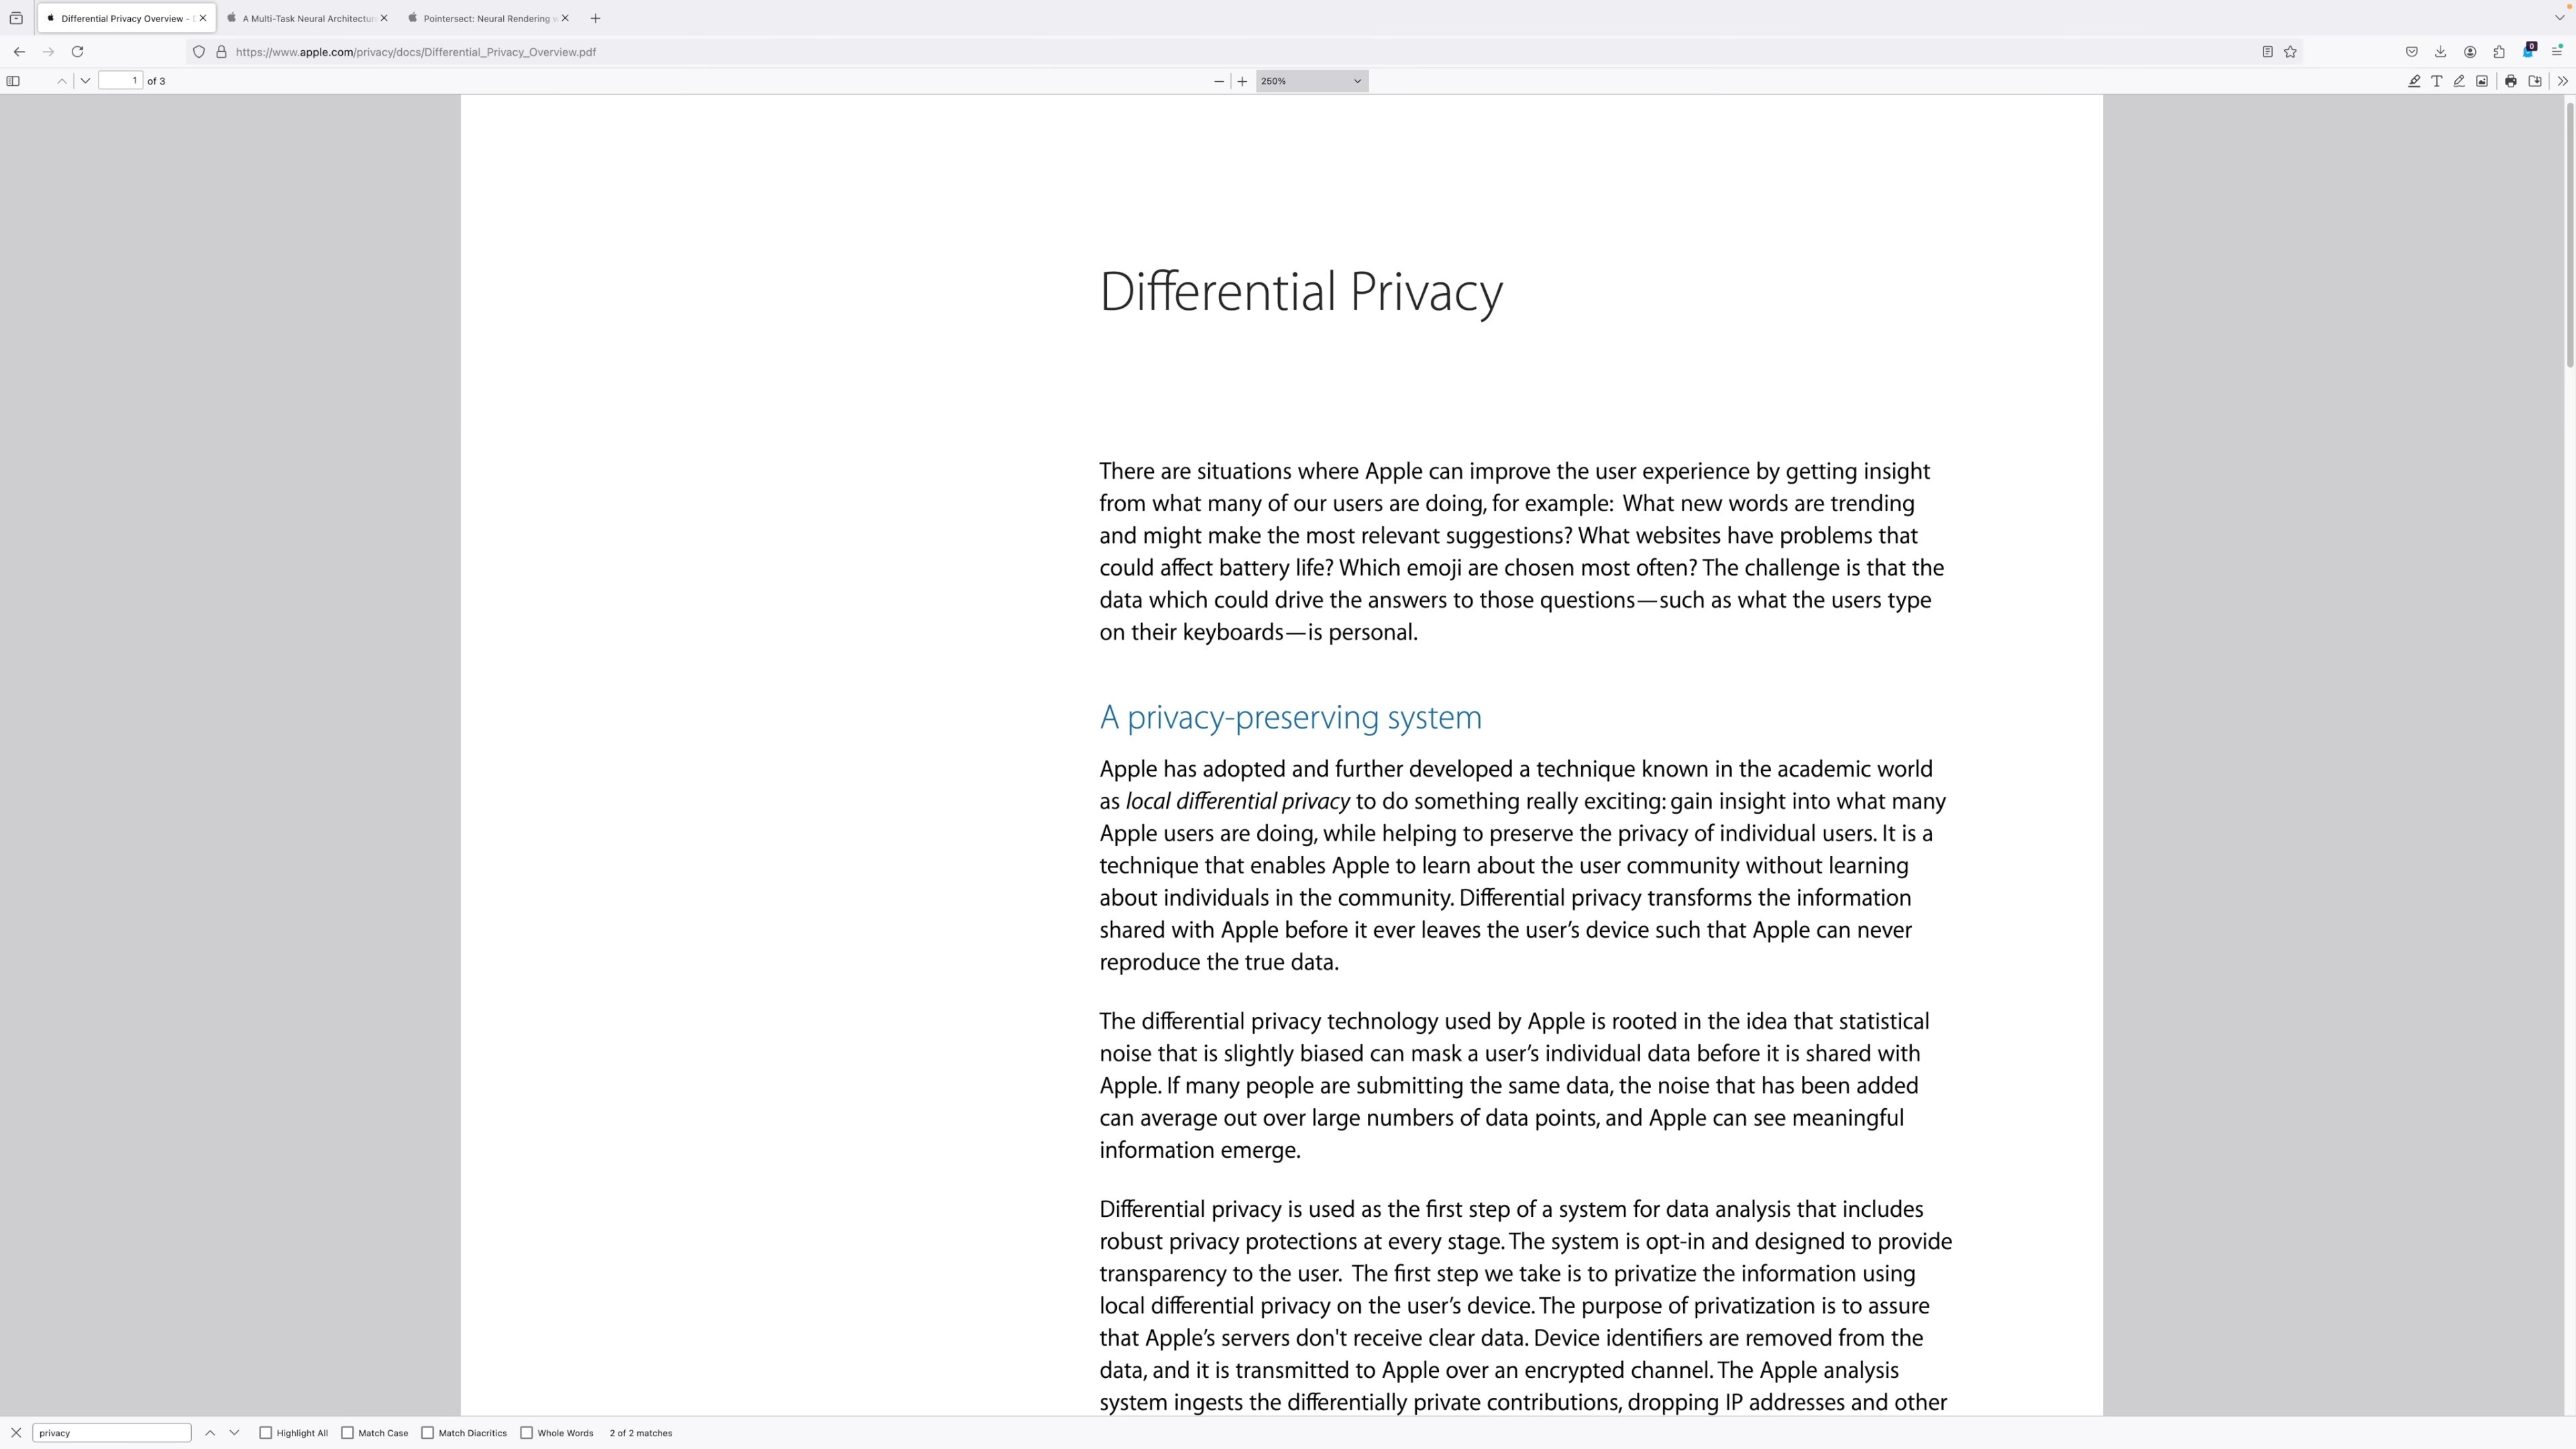 Differential Privacy Overview -
A Multi-Task Neural Architectur
Pointersect: Neural Rendering
https://www.apple.com/privacy/docs/Differential_Privacy_Overview.pdf
0
1 of 3
250%
Differential Privacy
There are situations where Apple can improve the user experience by getting insight
from what many of our users are doing, for example: What new words are trending
and might make the most relevant suggestions? What websites have problems that
could affect battery life? Which emoji are chosen most often? The challenge is that the
data which could drive the answers to those questions—such as what the users type
on their keyboards—is personal.
A privacy-preserving system
Apple has adopted and further developed a technique known in the academic world
as local differential privacy to do something really exciting: gain insight into what many
Apple users are doing, while helping to preserve the privacy of individual users. It is a
technique that enables Apple to learn about the user community without learning
about individuals in the community. Differential privacy transforms the information
shared with Apple before it ever leaves the user’s device such that Apple can never
reproduce the true data.
The differential privacy technology used by Apple is rooted in the idea that statistical
noise that is slightly biased can mask a user’s individual data before it is shared with
Apple. If many people are submitting the same data, the noise that has been added
can average out over large numbers of data points, and Apple can see meaningful
information emerge.
Differential privacy is used as the first step of a system for data analysis that includes
robust privacy protections at every stage. The system is opt-in and designed to provide
transparency to the user. The first step we take is to privatize the information using
local differential privacy on the user’s device. The purpose of privatization is to assure
that Apple’s servers don't receive clear data. Device identifiers are removed from the
data, and it is transmitted to Apple over an encrypted channel. The Apple analysis
system ingests the differentially private contributions, dropping IP addresses and other
privacy Highlight All Match Case Match Diacritics Whole Words 2 of 2 matches